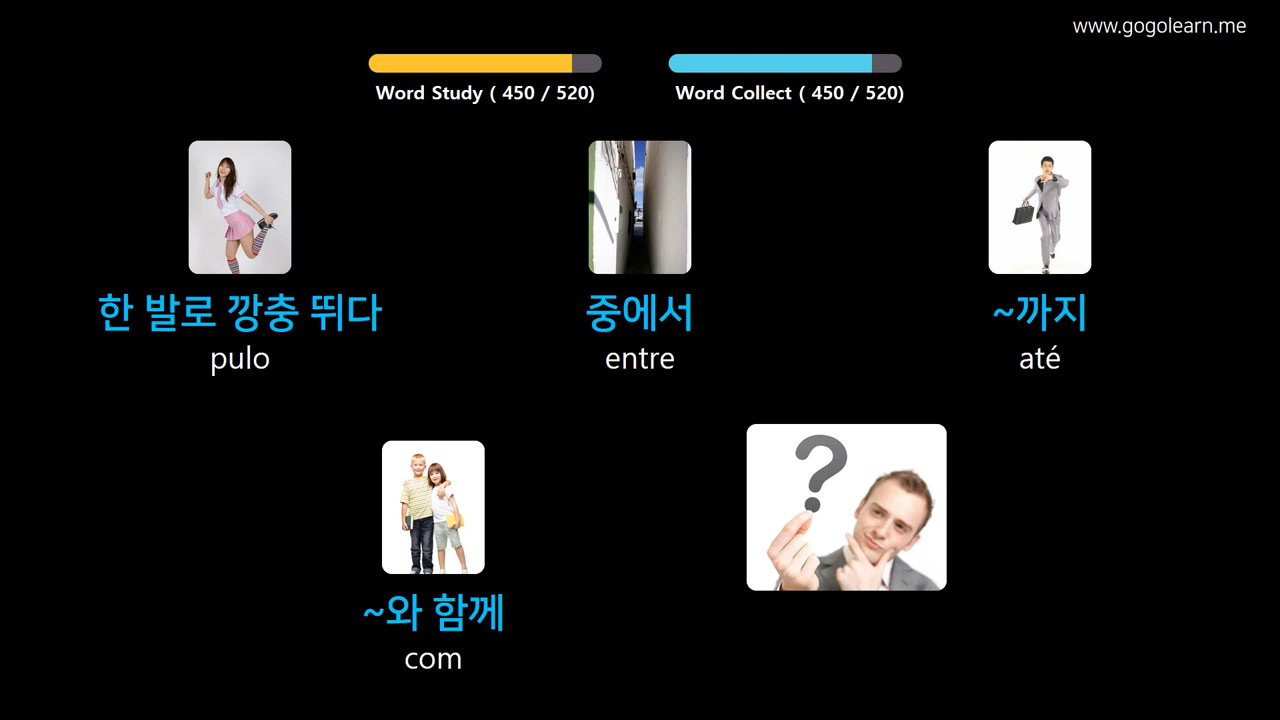 www.gogolearn.me
Word Study ( 450 / 520)
Word Collect ( 450 / 520)
한 발로 깡충 뛰다
pulo
중에서
entre
~까지
até
~와 함께
com
?